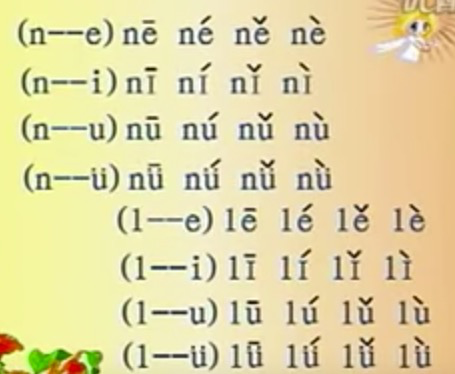 (n--e) nē né ně nè
(n--i) nī ní nǐ nì
(n--u) nū nú nǔ nù
(n--ü) nǖ nǘ nǚ nǜ
(l--e) lē lé lě lè
(l--i) lī lí lǐ lì
(l--u) lū lú lǔ lù
(l--ü) lǖ lǘ lǚ lǜ